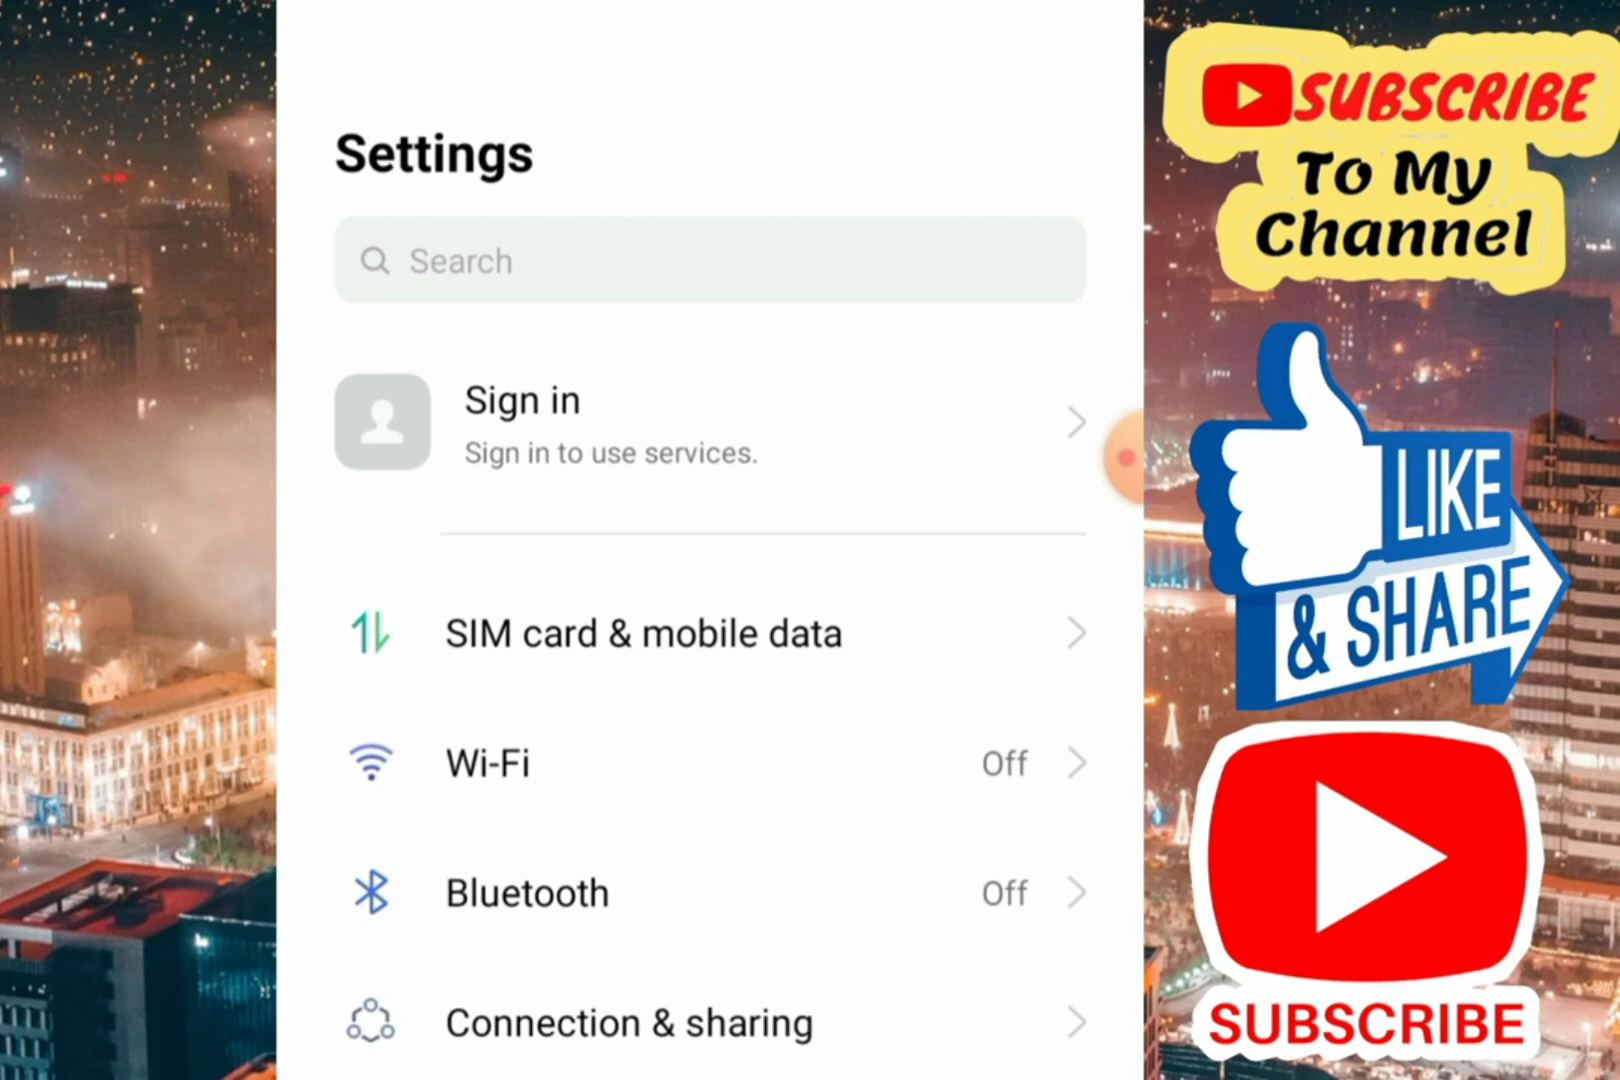 Settings
Search
Sign in
Sign in to use services.
SIM card & mobile data
Wi-Fi
Off
Bluetooth
Off
Connection & sharing
SUBSCRIBE
To My
Channel
LIKE
& SHARE
SUBSCRIBE